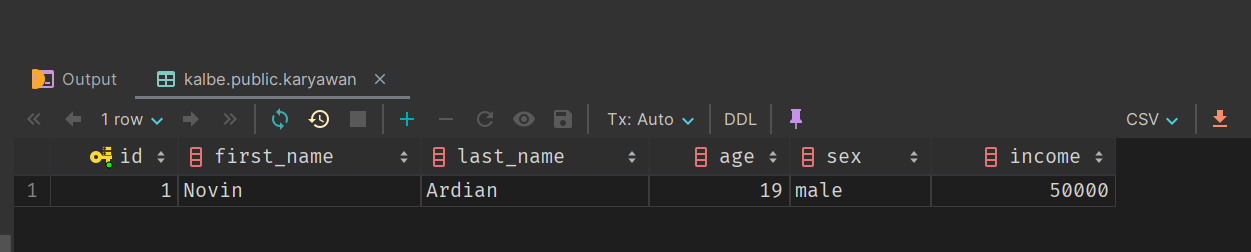 Output kalbe.public.karyawan
1 row Tx: Auto DDL CSV
id first_name last_name age sex income
1 1 Novin Ardian 19 male 50000